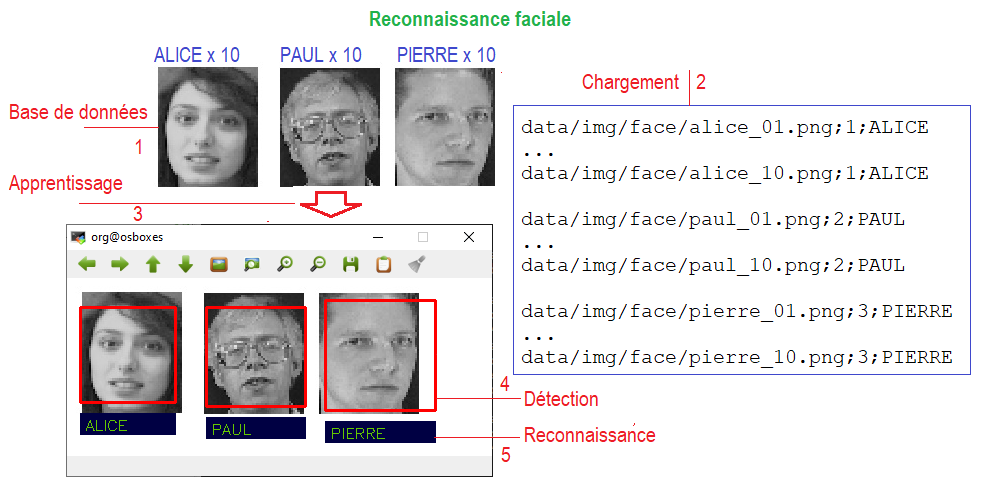 Reconnaissance faciale
ALICE x 10
PAUL x 10
PIERRE x 10
Base de données
1
Chargement
2
data/img/face/alice_01.png;1;ALICE
...
data/img/face/alice_10.png;1;ALICE
data/img/face/paul_01.png;2;PAUL
...
data/img/face/paul_10.png;2;PAUL
data/img/face/pierre_01.png;3;PIERRE
...
data/img/face/pierre_10.png;3;PIERRE
Apprentissage
3
org@osboxes
ALICE
PAUL
PIERRE
4
Détection
Reconnaissance
5